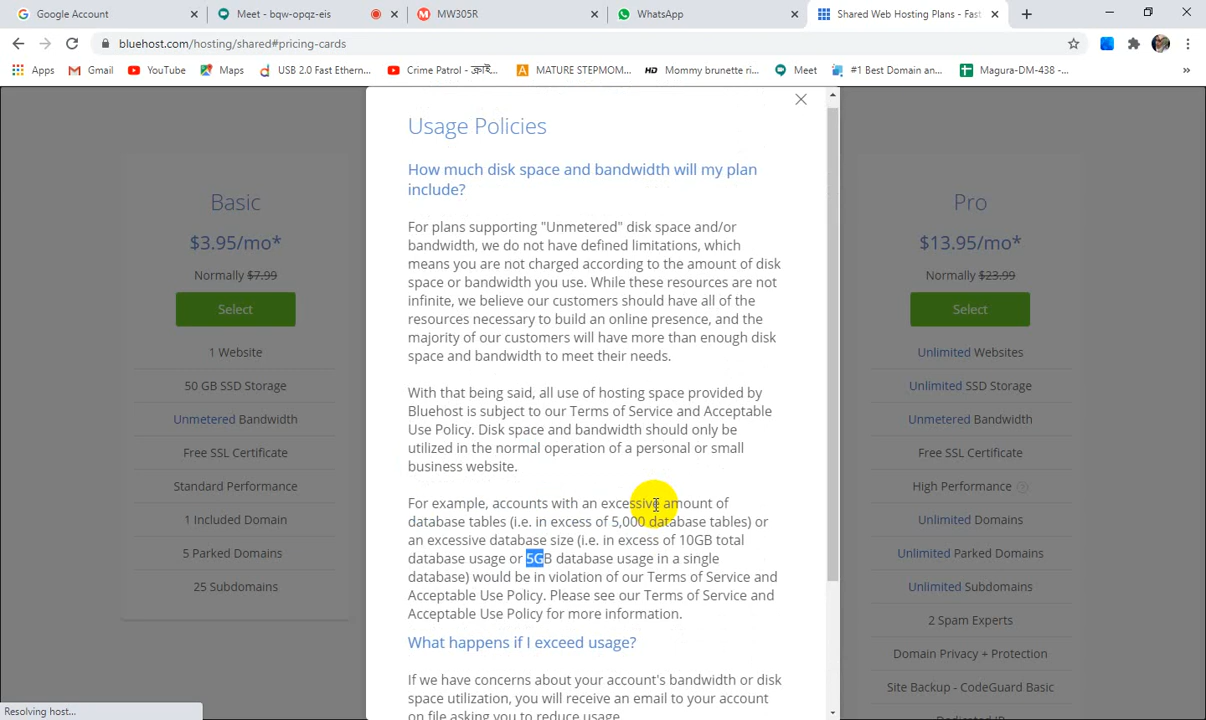 Google Account
Meet - bqw-opqz-eis
MW305R
WhatsApp
Shared Web Hosting Plans - Fast
bluehost.com/hosting/shared#pricing-cards
Apps
Gmail
YouTube
Maps
USB 2.0 Fast Ethern...
Crime Patrol - ক্রাই...
MATURE STEPMOM...
HD Mommy brunette ri...
Meet
#1 Best Domain an...
Magura-DM-438 -...
»
Usage Policies
How much disk space and bandwidth will my plan
include?
For plans supporting "Unmetered" disk space and/or
bandwidth, we do not have defined limitations, which
means you are not charged according to the amount of disk
space or bandwidth you use. While these resources are not
infinite, we believe our customers should have all of the
resources necessary to build an online presence, and the
majority of our customers will have more than enough disk
space and bandwidth to meet their needs.
With that being said, all use of hosting space provided by
Bluehost is subject to our Terms of Service and Acceptable
Use Policy. Disk space and bandwidth should only be
utilized in the normal operation of a personal or small
business website.
For example, accounts with an excessive amount of
database tables (i.e. in excess of 5,000 database tables) or
an excessive database size (i.e. in excess of 10GB total
database usage or 5GB database usage in a single
database) would be in violation of our Terms of Service and
Acceptable Use Policy. Please see our Terms of Service and
Acceptable Use Policy for more information.
What happens if I exceed usage?
If we have concerns about your account's bandwidth or disk
space utilization, you will receive an email to your account
on file asking you to reduce usage.
Basic
$3.95/mo*
Normally $7.99
Select
1 Website
50 GB SSD Storage
Unmetered Bandwidth
Free SSL Certificate
Standard Performance
1 Included Domain
5 Parked Domains
25 Subdomains
Pro
$13.95/mo*
Normally $23.99
Select
Unlimited Websites
Unlimited SSD Storage
Unmetered Bandwidth
Free SSL Certificate
High Performance
Unlimited Domains
Unlimited Parked Domains
Unlimited Subdomains
2 Spam Experts
Domain Privacy + Protection
Site Backup - CodeGuard Basic
Dedicated IP
Resolving host...